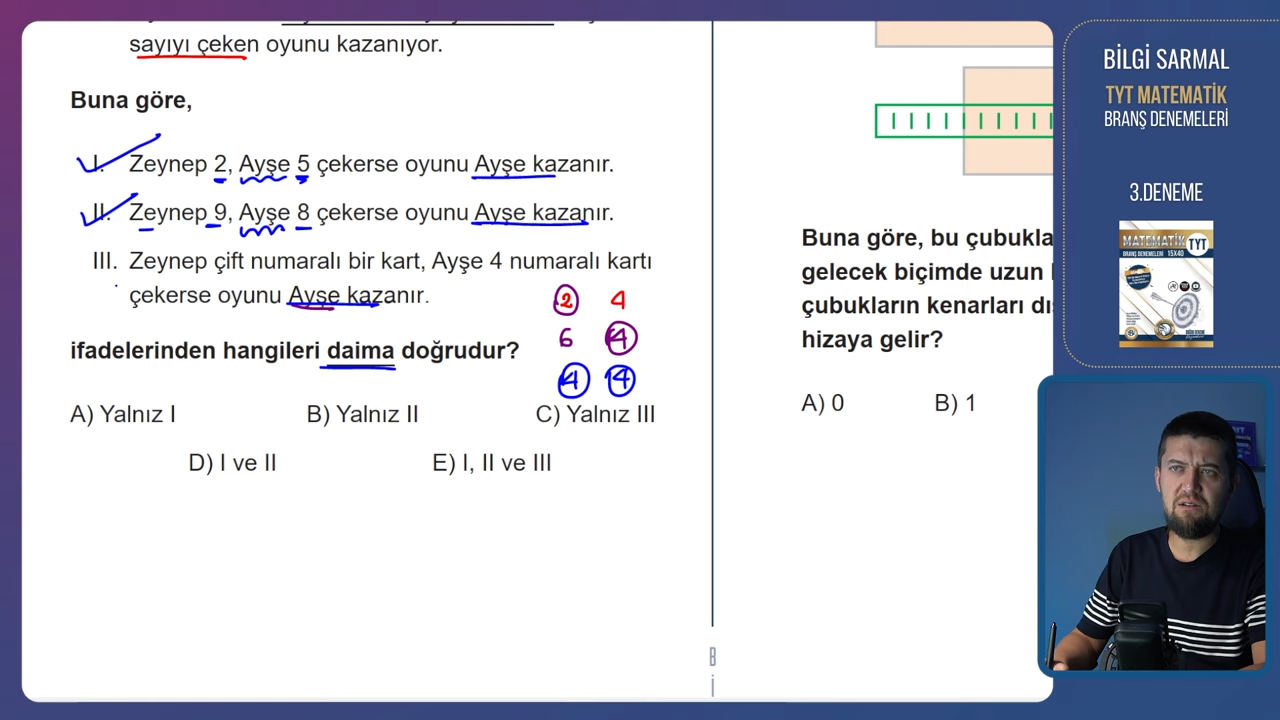 sayıyı çeken oyunu kazanıyor.
Buna göre,
I. Zeynep 2, Ayşe 5 çekerse oyunu Ayşe kazanır.
II. Zeynep 9, Ayşe 8 çekerse oyunu Ayşe kazanır.
III. Zeynep çift numaralı bir kart, Ayşe 4 numaralı kartı
çekerse oyunu Ayşe kazanır.
2 4
6 4
4 14
ifadelerinden hangileri daima doğrudur?
A) Yalnız I B) Yalnız II C) Yalnız III
D) I ve II E) I, II ve III
B
i
Buna göre, bu çubukla
gelecek biçimde uzun
çubukların kenarları dı
hizaya gelir?
A) 0 B) 1
BİLGİ SARMAL
TYT MATEMATİK
BRANŞ DENEMELERİ
3.DENEME
MATEMATİK TYT
BRANŞ DENEMELERİ 15X40